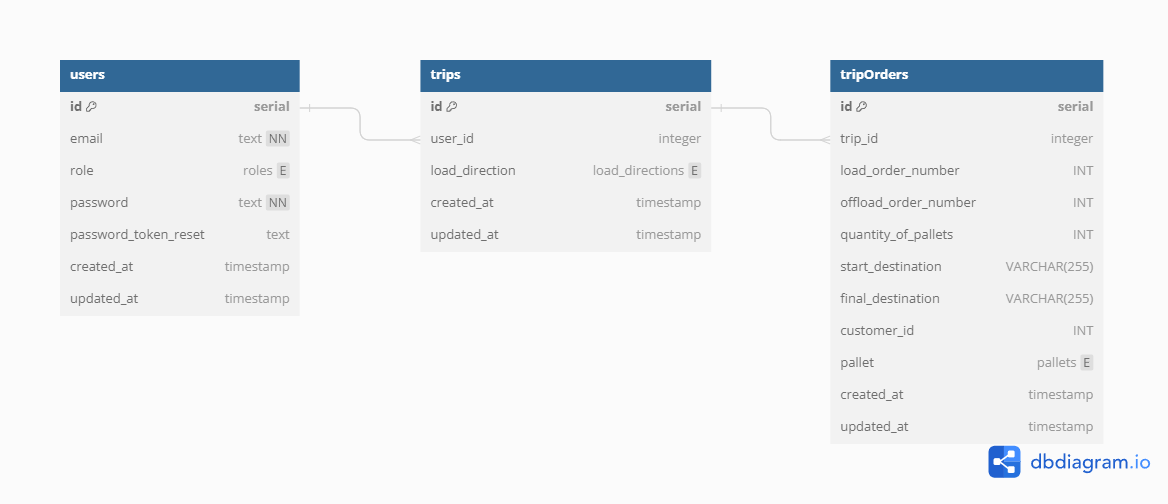 users
id serial
email text NN
role roles E
password text NN
password_token_reset text
created_at timestamp
updated_at timestamp
trips
id serial
user_id integer
load_direction load_directions E
created_at timestamp
updated_at timestamp
tripOrders
id serial
trip_id integer
load_order_number INT
offload_order_number INT
quantity_of_pallets INT
start_destination VARCHAR(255)
final_destination VARCHAR(255)
customer_id INT
pallet pallets E
created_at timestamp
updated_at timestamp
dbdiagram.io